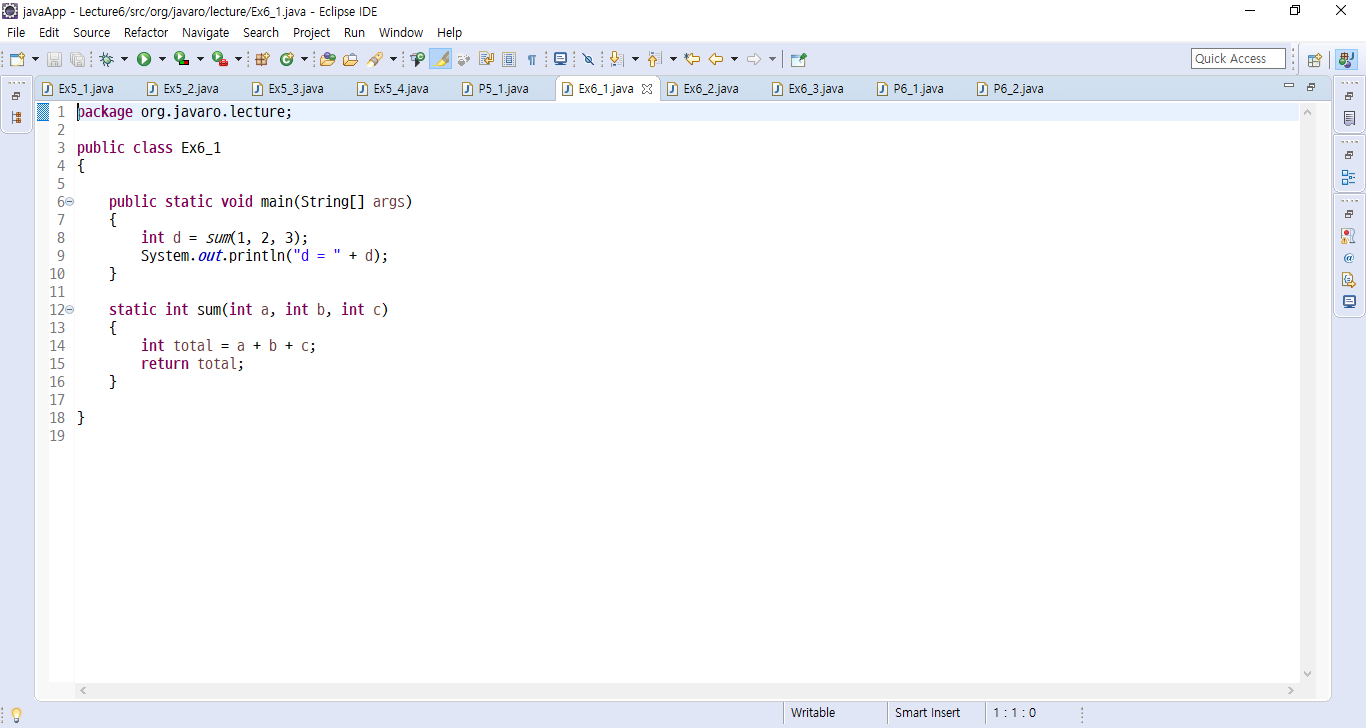 javaApp - Lecture6/src/org/javaro/lecture/Ex6_1.java - Eclipse IDE
File Edit Source Refactor Navigate Search Project Run Window Help
Quick Access
Ex5_1.java Ex5_2.java Ex5_3.java Ex5_4.java P5_1.java Ex6_1.java Ex6_2.java Ex6_3.java P6_1.java P6_2.java
1 package org.javaro.lecture;
2
3 public class Ex6_1
4 {
5
6 public static void main(String[] args)
7 {
8 int d = sum(1, 2, 3);
9 System.out.println("d = " + d);
10 }
11
12 static int sum(int a, int b, int c)
13 {
14 int total = a + b + c;
15 return total;
16 }
17
18 }
19
Writable Smart Insert 1 : 1 : 0